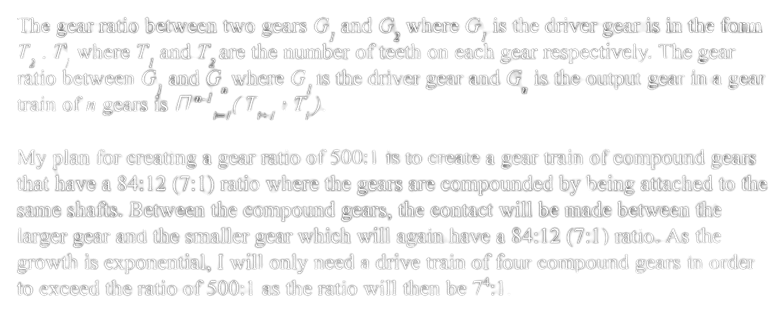 The gear ratio between two gears G₁ and G₂ where G₁ is the driver gear is in the form
T₂ : T₁ where T₁ and T₂ are the number of teeth on each gear respectively. The gear
ratio between G₁ and Gₙ where G₁ is the driver gear and Gₙ is the output gear in a gear
train of n gears is Πⁿ⁻¹ᵢ₌₁( Tᵢ₊₁ ÷ Tᵢ).
My plan for creating a gear ratio of 500:1 is to create a gear train of compound gears
that have a 84:12 (7:1) ratio where the gears are compounded by being attached to the
same shafts. Between the compound gears, the contact will be made between the
larger gear and the smaller gear which will again have a 84:12 (7:1) ratio. As the
growth is exponential, I will only need a drive train of four compound gears in order
to exceed the ratio of 500:1 as the ratio will then be 7⁴:1.